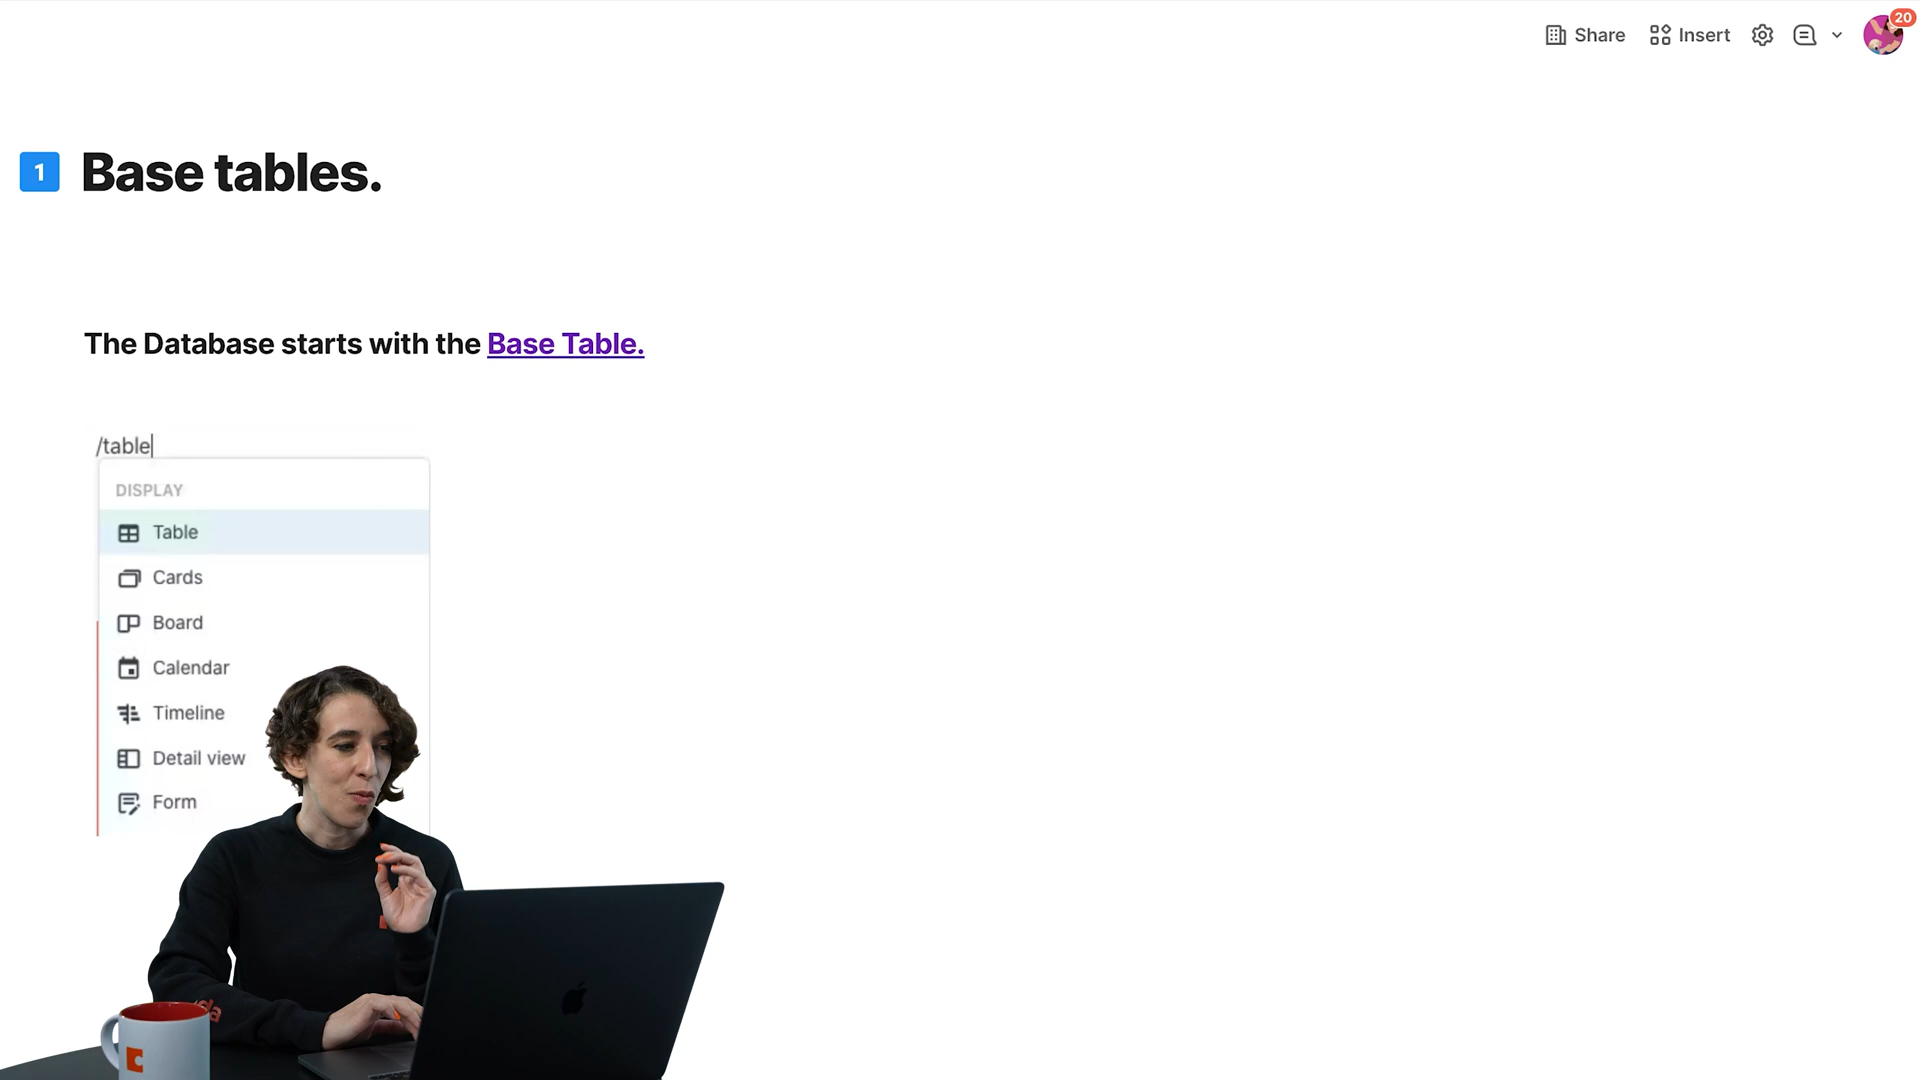 Share
Insert
20
1
Base tables.
The Database starts with the Base Table.
/table
DISPLAY
Table
Cards
Board
Calendar
Timeline
Detail view
Form